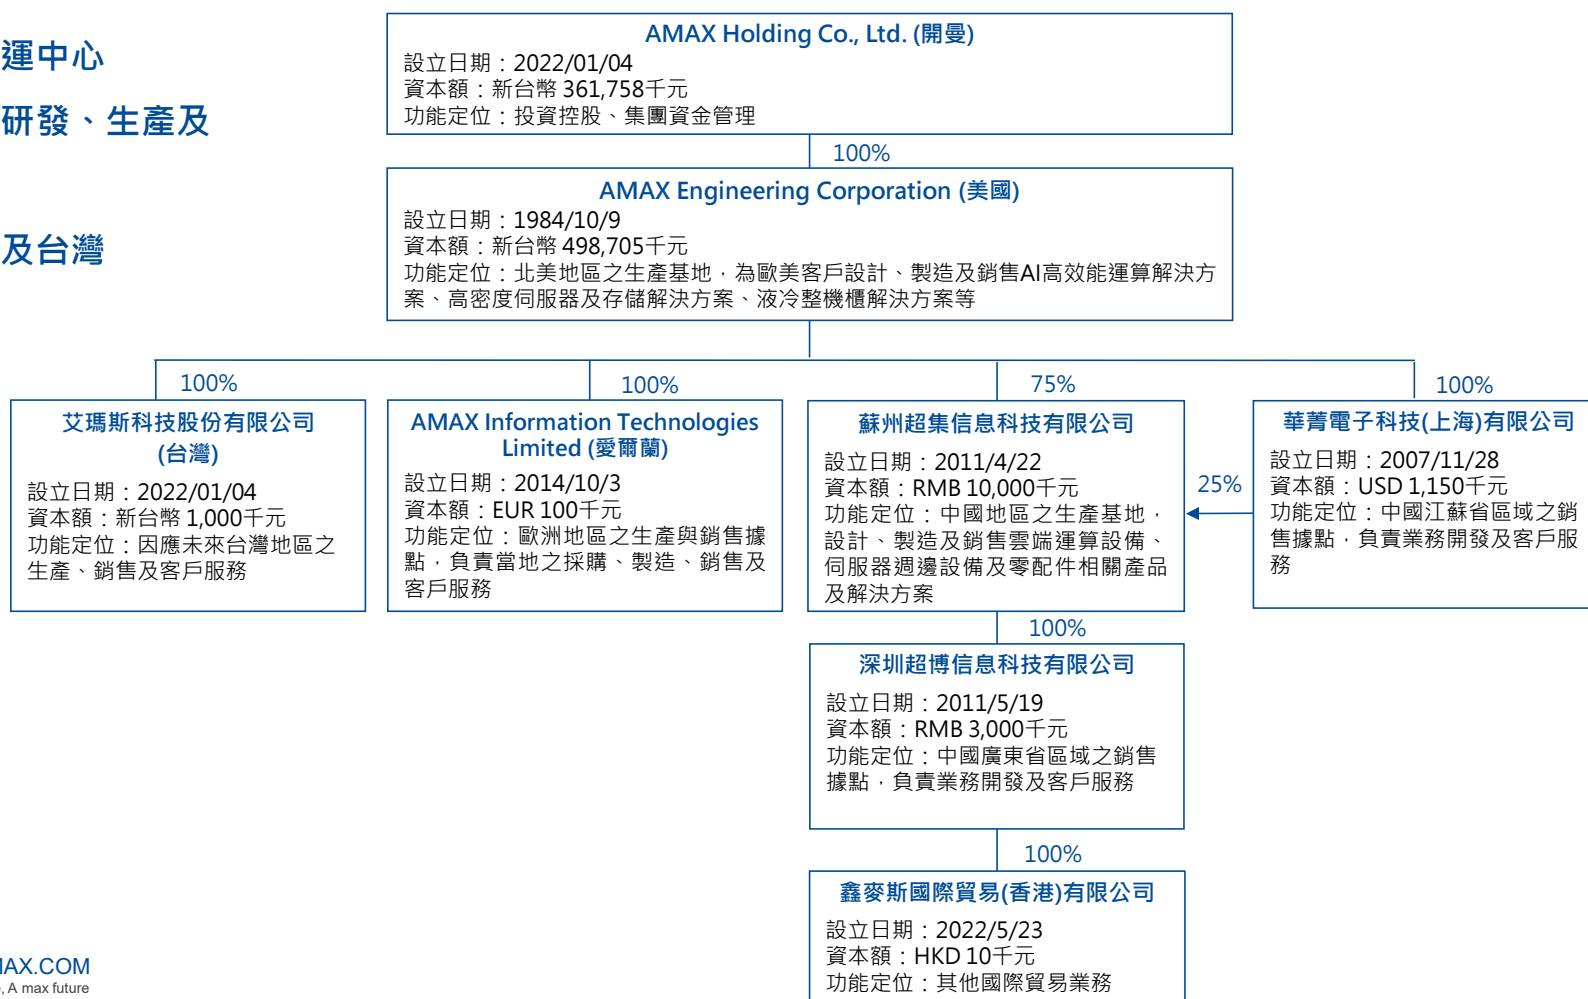 運中心
研發、生產及
及台灣
AMAX Holding Co., Ltd. (開曼)
設立日期：2022/01/04
資本額：新台幣 361,758千元
功能定位：投資控股、集團資金管理
100%
AMAX Engineering Corporation (美國)
設立日期：1984/10/9
資本額：新台幣 498,705千元
功能定位：北美地區之生產基地，為歐美客戶設計、製造及銷售AI高效能運算解決方
案、高密度伺服器及存儲解決方案、液冷整機櫃解決方案等
100%
艾瑪斯科技股份有限公司
(台灣)
設立日期：2022/01/04
資本額：新台幣 1,000千元
功能定位：因應未來台灣地區之
生產、銷售及客戶服務
100%
AMAX Information Technologies
Limited (愛爾蘭)
設立日期：2014/10/3
資本額：EUR 100千元
功能定位：歐洲地區之生產與銷售據
點，負責當地之採購、製造、銷售及
客戶服務
75%
蘇州超集信息科技有限公司
設立日期：2011/4/22
資本額：RMB 10,000千元
功能定位：中國地區之生產基地，
設計、製造及銷售雲端運算設備、
伺服器週邊設備及零配件相關產品
及解決方案
25%
100%
華菁電子科技(上海)有限公司
設立日期：2007/11/28
資本額：USD 1,150千元
功能定位：中國江蘇省區域之銷
售據點，負責業務開發及客戶服
務
100%
深圳超博信息科技有限公司
設立日期：2011/5/19
資本額：RMB 3,000千元
功能定位：中國廣東省區域之銷售
據點，負責業務開發及客戶服務
100%
鑫麥斯國際貿易(香港)有限公司
設立日期：2022/5/23
資本額：HKD 10千元
功能定位：其他國際貿易業務
MAX.COM
, A max future